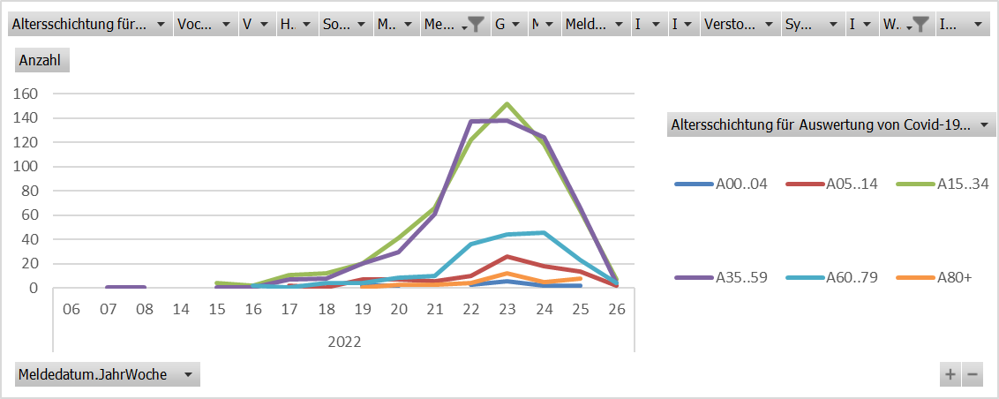 Altersschichtung für... Voc... V H.. So... M.. Me... G M Meld... I I Versto... Sy... I W.. I...
Anzahl
160
140
120
100
80
60
40
20
0
06 07 08 14 15 16 17 18 19 20 21 22 23 24 25 26
2022
Altersschichtung für Auswertung von Covid-19...
A00..04 A05..14 A15..34
A35..59 A60..79 A80+
Meldedatum.JahrWoche